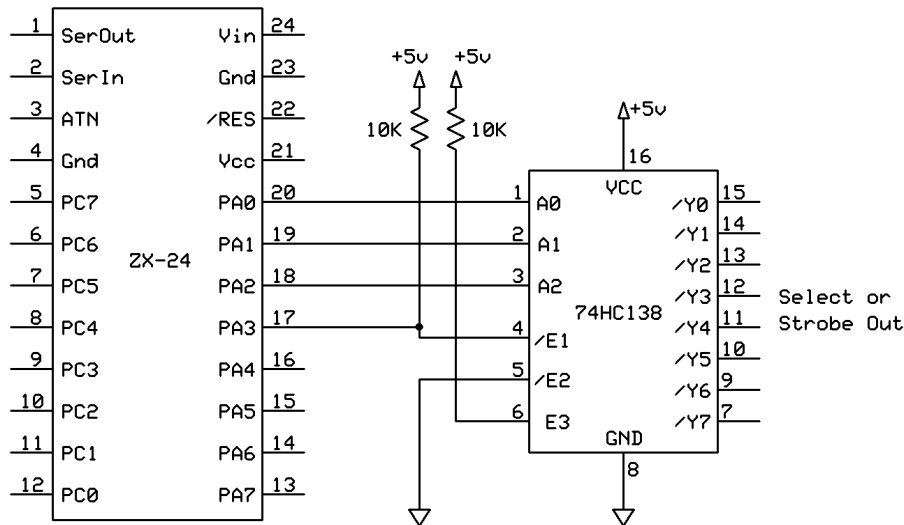 1 SerOut Vin 24
2 SerIn Gnd 23
3 ATN /RES 22
4 Gnd Vcc 21
5 PC7 PA0 20
6 PC6 PA1 19
ZX-24
7 PC5 PA2 18
8 PC4 PA3 17
9 PC3 PA4 16
10 PC2 PA5 15
11 PC1 PA6 14
12 PC0 PA7 13
+5v +5v
10K 10K
+5v
16
VCC
1 A0 /Y0 15
/Y1 14
2 A1
/Y2 13
3 A2 /Y3 12
74HC138
4 /E1 /Y4 11
5 /E2 /Y5 10
/Y6 9
6 E3 /Y7 7
GND
8
Select or
Strobe Out